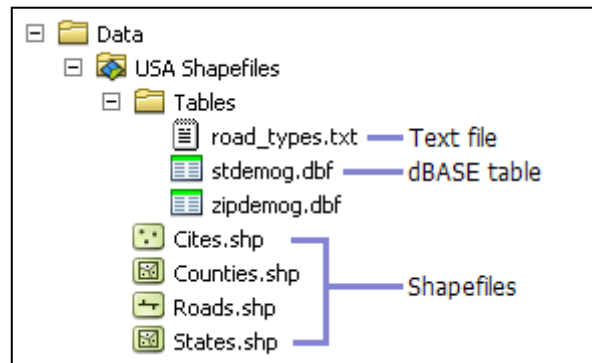 Data
USA Shapefiles
Tables
road_types.txt Text file
stdemog.dbf dBASE table
zipdemog.dbf
Cites.shp
Counties.shp
Shapefiles
Roads.shp
States.shp